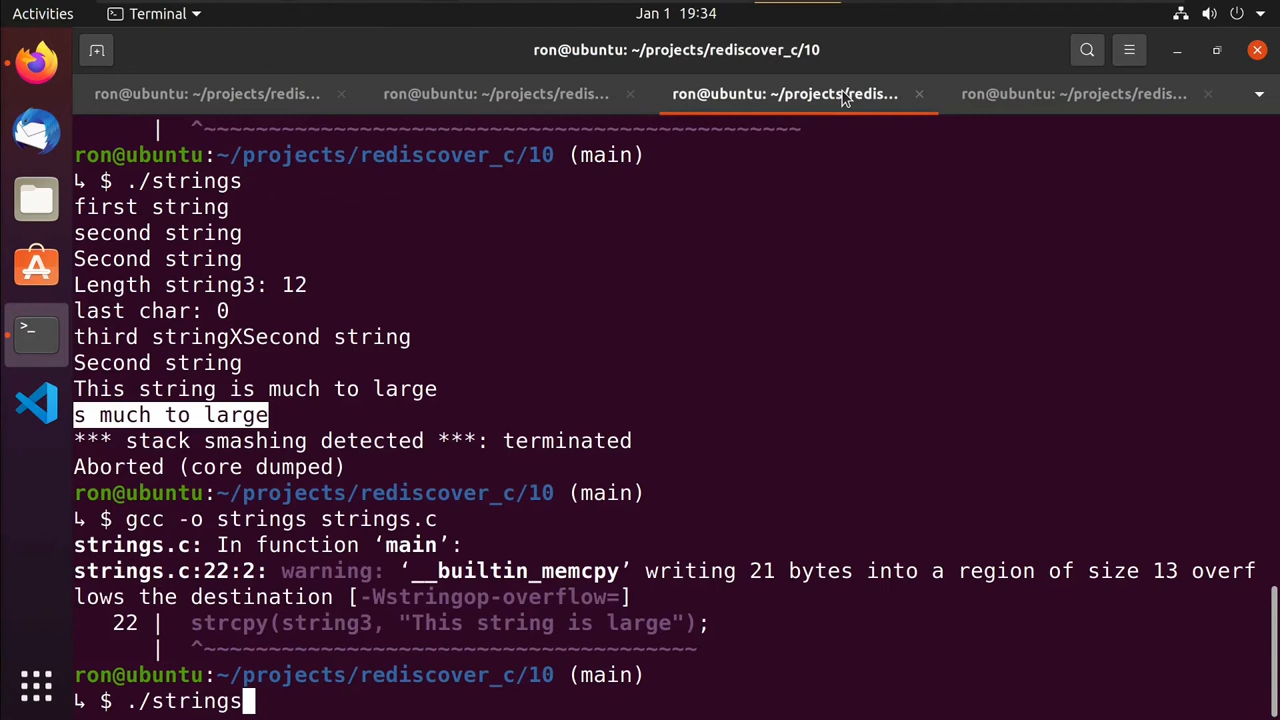 Activities Terminal Jan 1 19:34
ron@ubuntu: ~/projects/rediscover_c/10
ron@ubuntu: ~/projects/redis... × ron@ubuntu: ~/projects/redis... × ron@ubuntu: ~/projects/redis... × ron@ubuntu: ~/projects/redis... ×
| ^~~~~~~~~~~~~~~~~~~~~~~~~~~~~~~~~~~~~~~~~~~~~~
ron@ubuntu:~/projects/rediscover_c/10 (main)
↳ $ ./strings
first string
second string
Second string
Length string3: 12
last char: 0
third stringXSecond string
Second string
This string is much to large
s much to large
*** stack smashing detected ***: terminated
Aborted (core dumped)
ron@ubuntu:~/projects/rediscover_c/10 (main)
↳ $ gcc -o strings strings.c
strings.c: In function ‘main’:
strings.c:22:2: warning: ‘__builtin_memcpy’ writing 21 bytes into a region of size 13 overf
lows the destination [-Wstringop-overflow=]
22 | strcpy(string3, "This string is large");
| ^~~~~~~~~~~~~~~~~~~~~~~~~~~~~~~~~~~~~~
ron@ubuntu:~/projects/rediscover_c/10 (main)
↳ $ ./strings